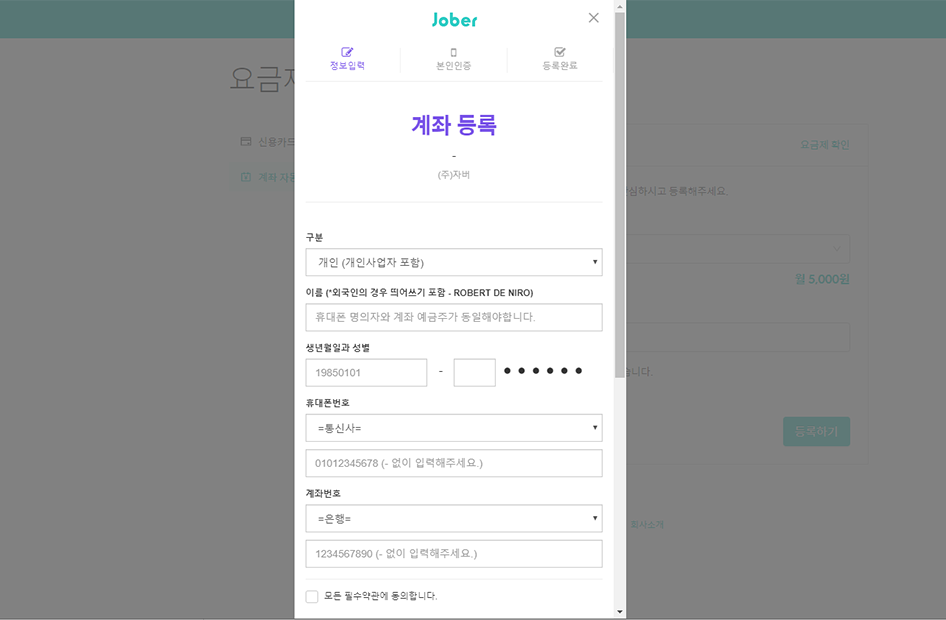 Jober
정보입력
본인인증
등록완료
계좌 등록
-
(주)자버
구분
개인 (개인사업자 포함)
이름 (*외국인의 경우 띄어쓰기 포함 - ROBERT DE NIRO)
휴대폰 명의자와 계좌 예금주가 동일해야합니다.
생년월일과 성별
19850101 -
휴대폰번호
=통신사=
01012345678 (- 없이 입력해주세요.)
계좌번호
=은행=
1234567890 (- 없이 입력해주세요.)
모든 필수약관에 동의합니다.
신용카드
계좌 자
요금제 확인
심하시고 등록해주세요.
월 5,000원
습니다.
등록하기
회사소개